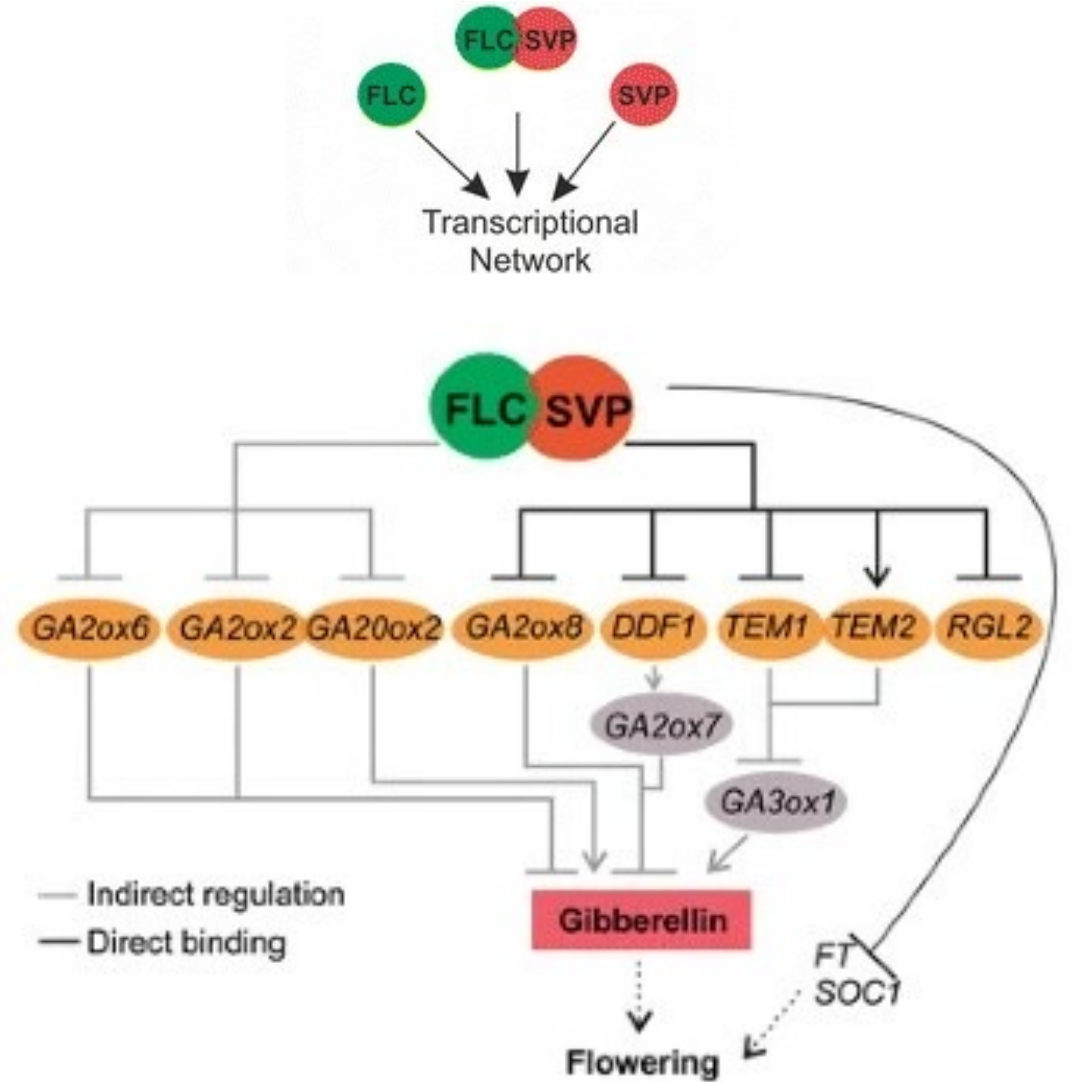 FLC SVP
FLC
SVP
Transcriptional
Network
FLC SVP
GA2ox6 GA2ox2 GA20ox2 GA2ox8 DDF1 TEM1 TEM2 RGL2
GA2ox7
GA3ox1
Indirect regulation
Direct binding
Gibberellin
FT
SOC1
Flowering